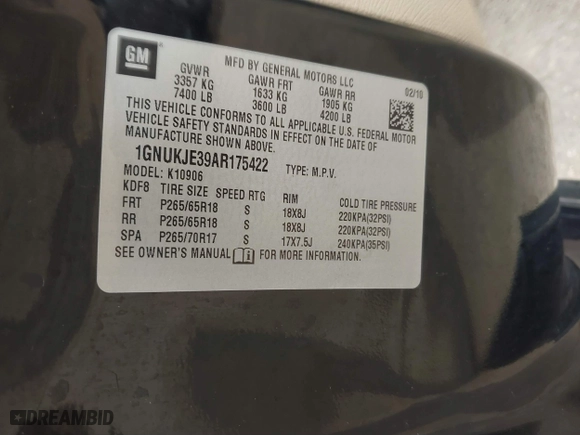 GM
MFD BY GENERAL MOTORS LLC
GVWR GAWR FRT GAWR RR 02/10
3357 KG 1633 KG 1905 KG
7400 LB 3600 LB 4200 LB
THIS VEHICLE CONFORMS TO ALL APPLICABLE U.S. FEDERAL MOTOR
VEHICLE SAFETY STANDARDS IN EFFECT ON THE DATE OF
MANUFACTURE SHOWN ABOVE.
1GNUKJE39AR175422 TYPE: M.P.V.
MODEL: K10906
KDF8 TIRE SIZE SPEED RTG RIM COLD TIRE PRESSURE
FRT P265/65R18 S 18X8J 220KPA(32PSI)
RR P265/65R18 S 18X8J 220KPA(32PSI)
SPA P265/70R17 S 17X7.5J 240KPA(35PSI)
SEE OWNER'S MANUAL FOR MORE INFORMATION.
DREAMBID